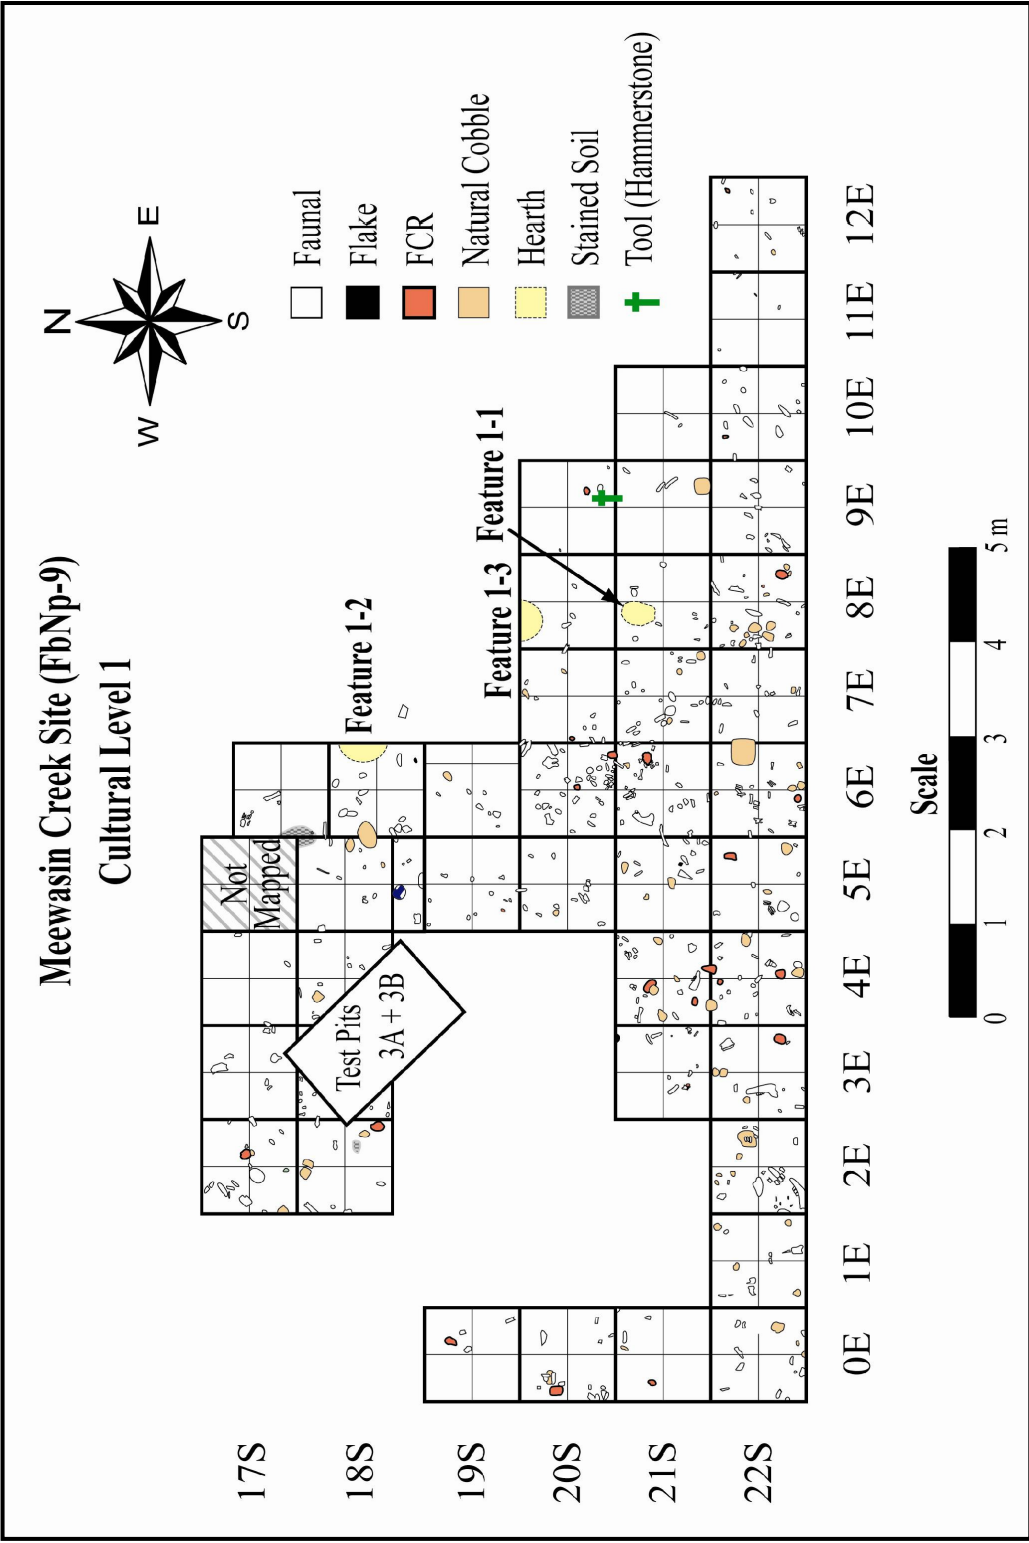 Meewasin Creek Site (FbNp-9)
Cultural Level 1
N
E
S
W
Faunal
Flake
FCR
Natural Cobble
Hearth
Stained Soil
Tool (Hammerstone)
Feature 1-2
Feature 1-3
Feature 1-1
Not
Mapped
Test Pits
3A + 3B
17S
18S
19S
20S
21S
22S
0E 1E 2E 3E 4E 5E 6E 7E 8E 9E 10E 11E 12E
Scale
0 1 2 3 4 5 m